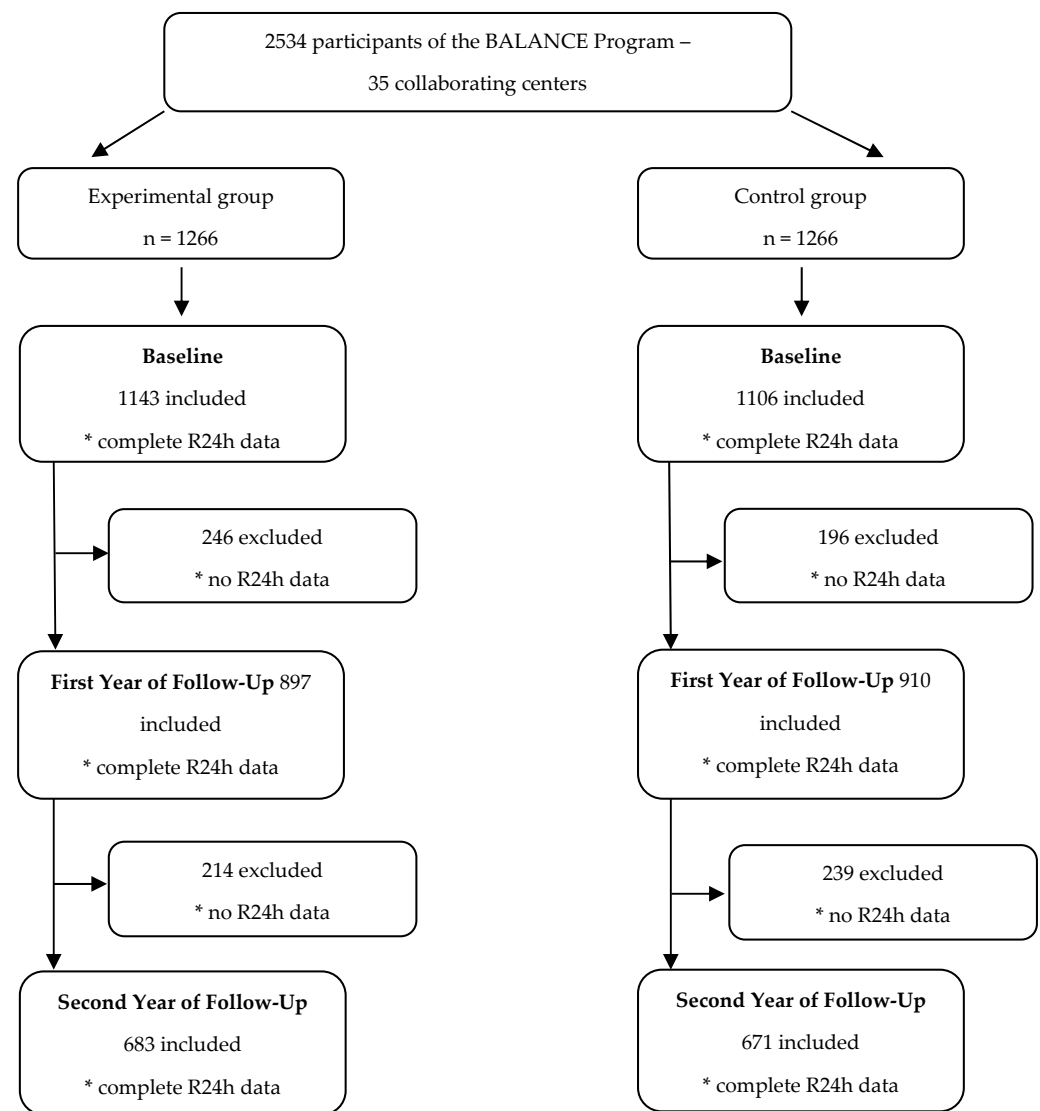 2534 participants of the BALANCE Program –
35 collaborating centers
Experimental group
n = 1266
Control group
n = 1266
Baseline
1143 included
* complete R24h data
Baseline
1106 included
* complete R24h data
246 excluded
* no R24h data
196 excluded
* no R24h data
First Year of Follow-Up 897
included
* complete R24h data
First Year of Follow-Up 910
included
* complete R24h data
214 excluded
* no R24h data
239 excluded
* no R24h data
Second Year of Follow-Up
683 included
* complete R24h data
Second Year of Follow-Up
671 included
* complete R24h data